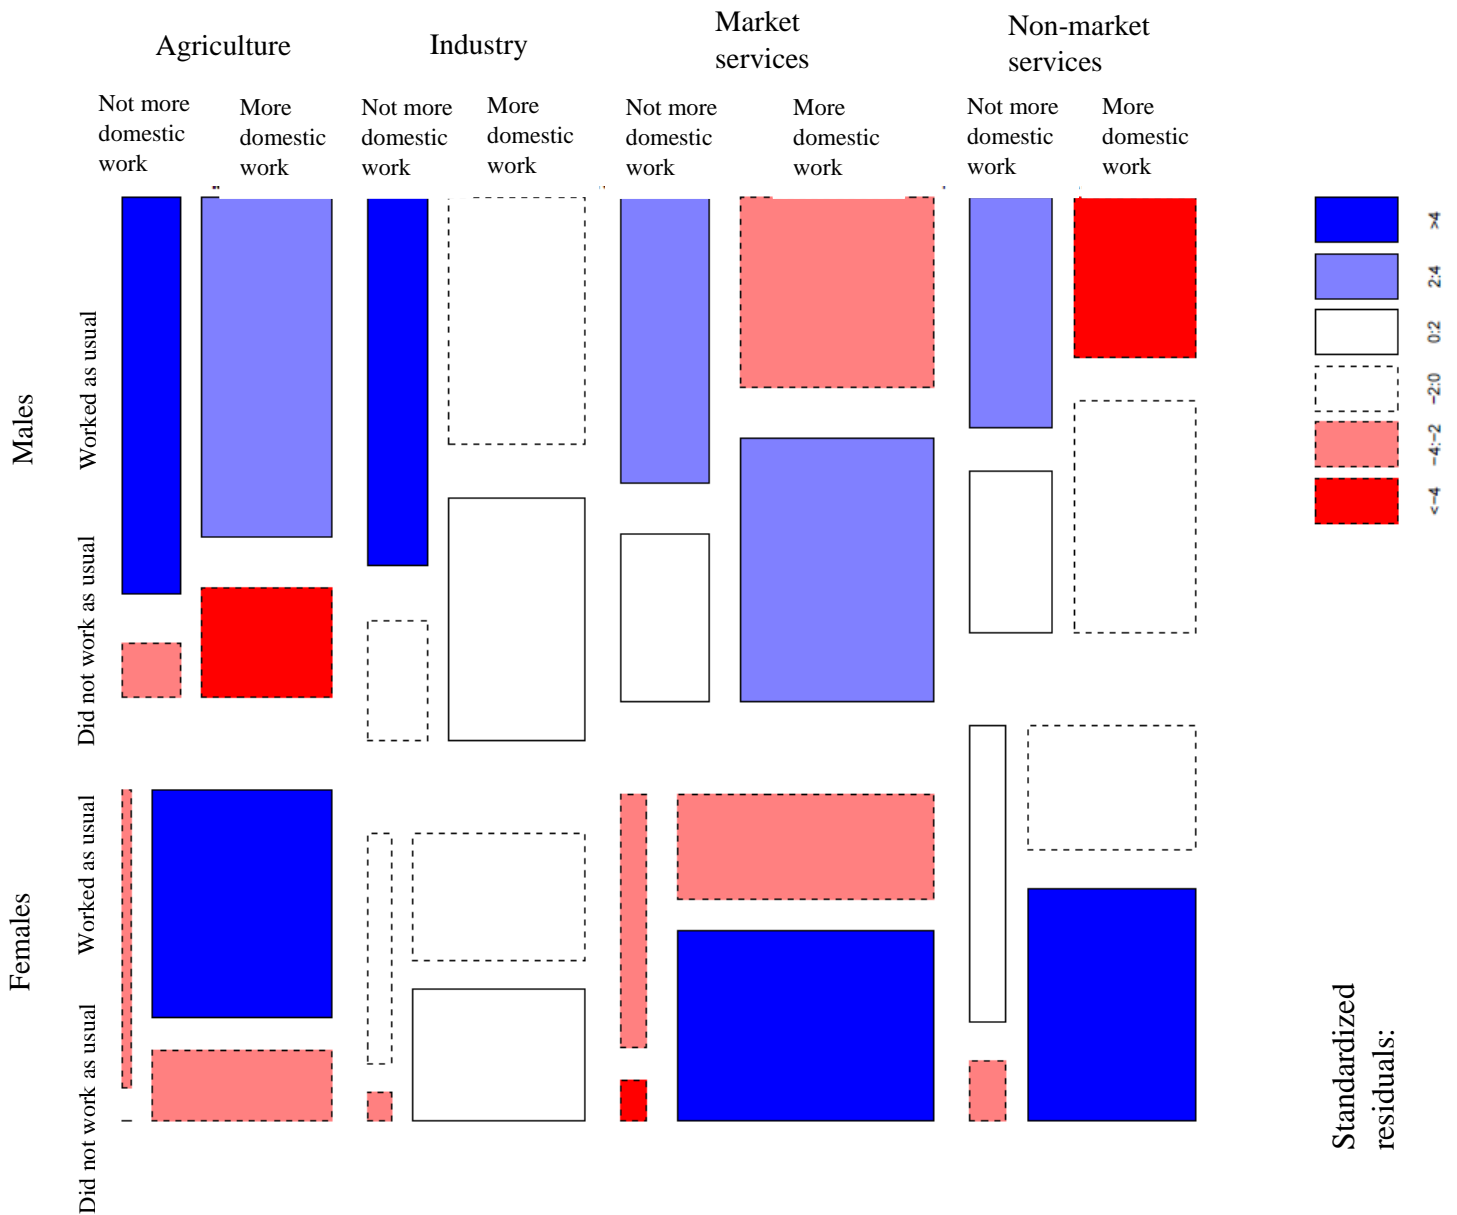 Agriculture
Industry
Market
services
Non-market
services
Not more
domestic
work
More
domestic
work
Not more
domestic
work
More
domestic
work
Not more
domestic
work
More
domestic
work
Not more
domestic
work
More
domestic
work
Males
Worked as usual
Did not work as usual
Females
Worked as usual
Did not work as usual
>4
2:4
0:2
-2:0
-4:-2
<-4
Standardized
residuals: